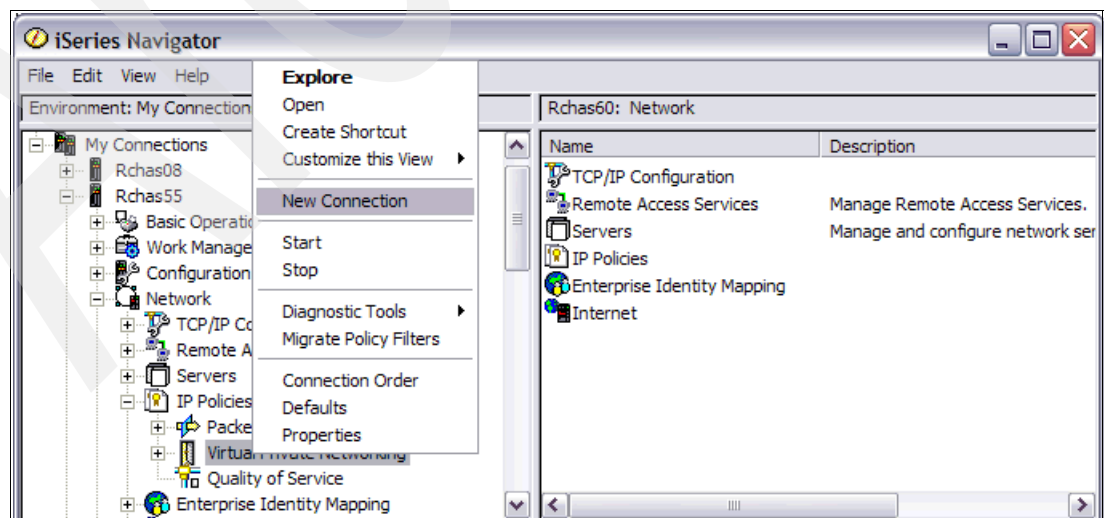 iSeries Navigator
File Edit View Help
Environment: My Connection
Rchas60: Network
My Connections
Rchas08
Rchas55
Basic Operatio
Work Manage
Configuration
Network
TCP/IP Co
Remote A
Servers
IP Policies
Packe
Virtual Private Networking
Quality of Service
Enterprise Identity Mapping
Explore
Open
Create Shortcut
Customize this View
New Connection
Start
Stop
Diagnostic Tools
Migrate Policy Filters
Connection Order
Defaults
Properties
Name Description
TCP/IP Configuration
Remote Access Services Manage Remote Access Services.
Servers Manage and configure network ser
IP Policies
Enterprise Identity Mapping
Internet